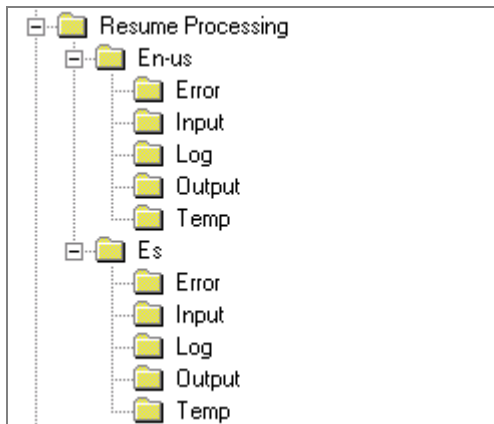 Resume Processing
En-us
Error
Input
Log
Output
Temp
Es
Error
Input
Log
Output
Temp